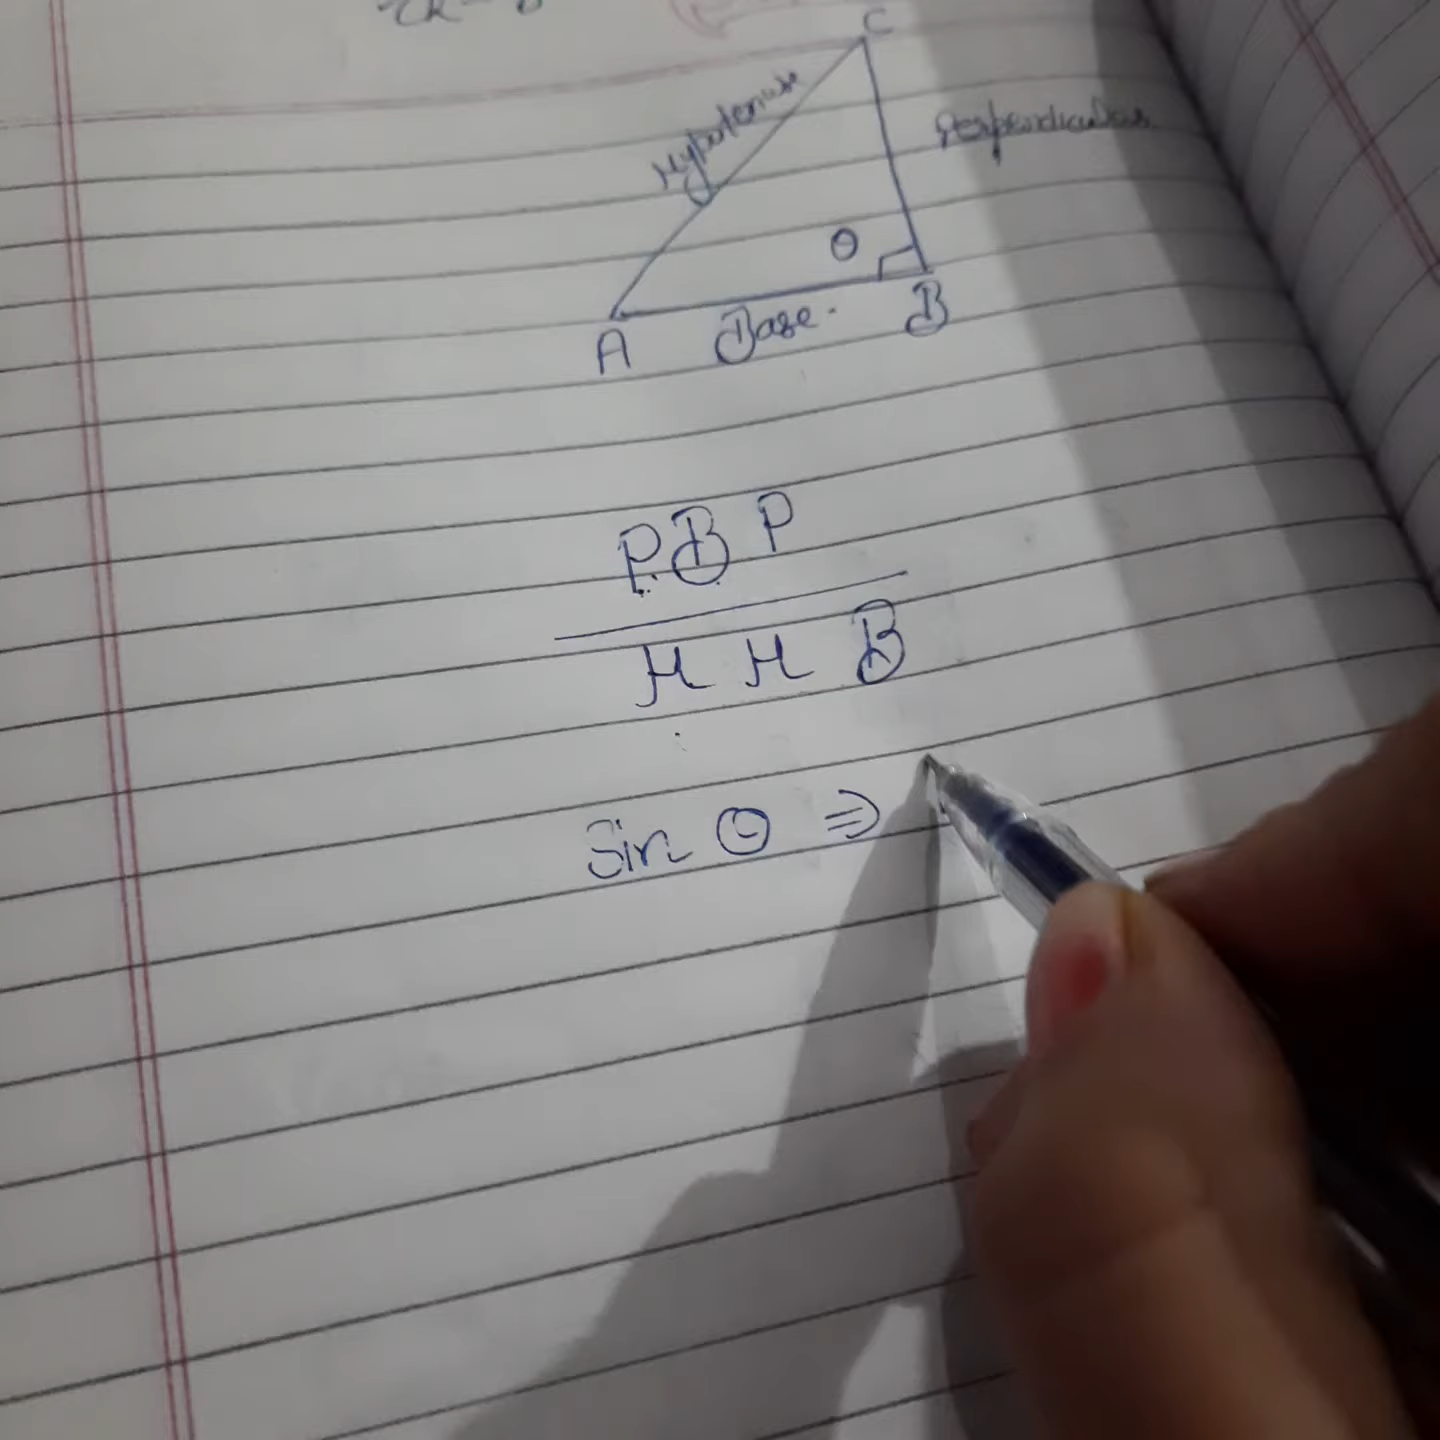 C
Hypotenuse
Perpendicular
θ
A Base. B
P B P
H H B
Sin θ ⇒